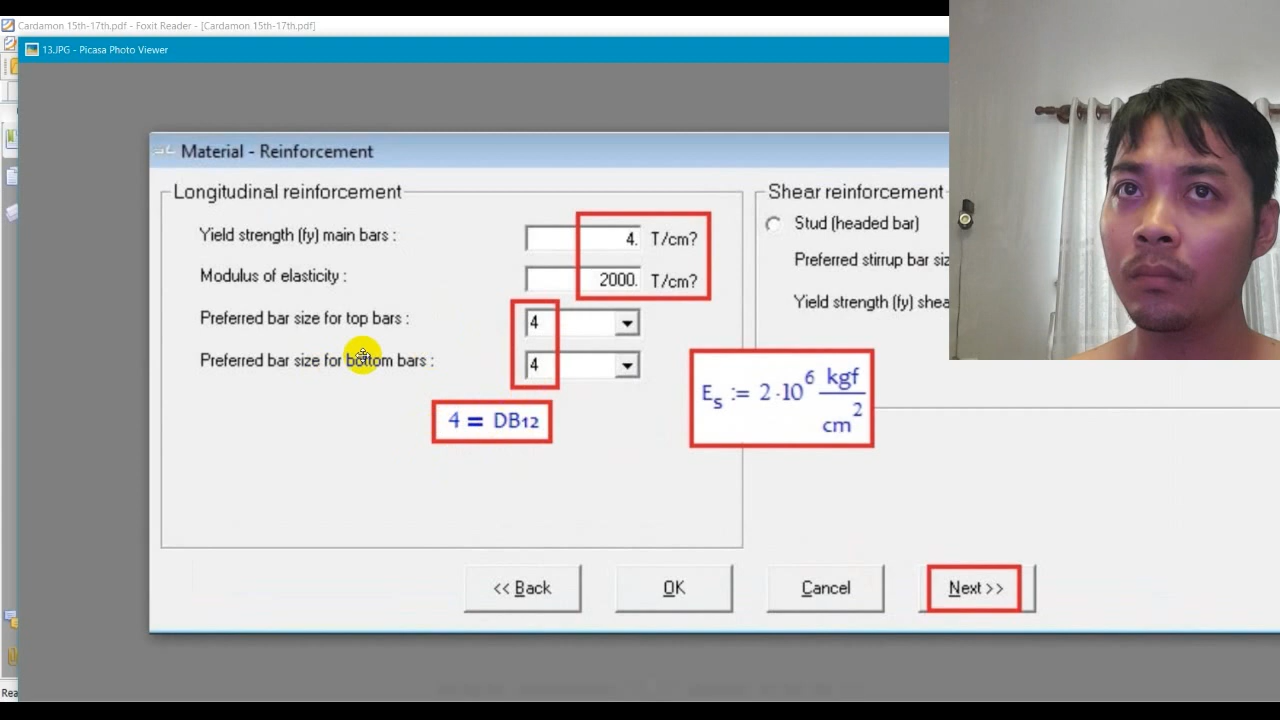 Cardamon 15th-17th.pdf - Foxit Reader - [Cardamon 15th-17th.pdf]
13.JPG - Picasa Photo Viewer
Material - Reinforcement
Longitudinal reinforcement
Yield strength (fy) main bars : 4. T/cm?
Modulus of elasticity : 2000. T/cm?
Preferred bar size for top bars : 4
Preferred bar size for bottom bars : 4
4 = DB12
Shear reinforcement
Stud (headed bar)
Preferred stirrup bar siz
Yield strength (fy) shea
E_s := 2·10^6 kgf/cm^2
<< Back OK Cancel Next >>
Rea